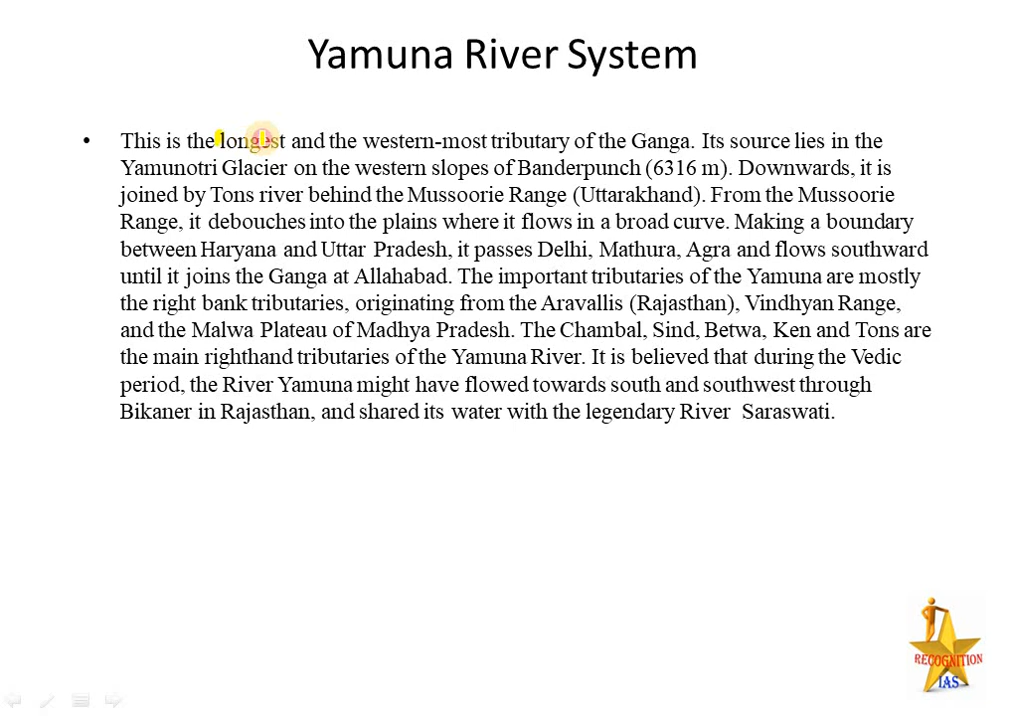 Yamuna River System
• This is the longest and the western-most tributary of the Ganga. Its source lies in the
Yamunotri Glacier on the western slopes of Banderpunch (6316 m). Downwards, it is
joined by Tons river behind the Mussoorie Range (Uttarakhand). From the Mussoorie
Range, it debouches into the plains where it flows in a broad curve. Making a boundary
between Haryana and Uttar Pradesh, it passes Delhi, Mathura, Agra and flows southward
until it joins the Ganga at Allahabad. The important tributaries of the Yamuna are mostly
the right bank tributaries, originating from the Aravallis (Rajasthan), Vindhyan Range,
and the Malwa Plateau of Madhya Pradesh. The Chambal, Sind, Betwa, Ken and Tons are
the main righthand tributaries of the Yamuna River. It is believed that during the Vedic
period, the River Yamuna might have flowed towards south and southwest through
Bikaner in Rajasthan, and shared its water with the legendary River Saraswati.
RECOGNITION
IAS